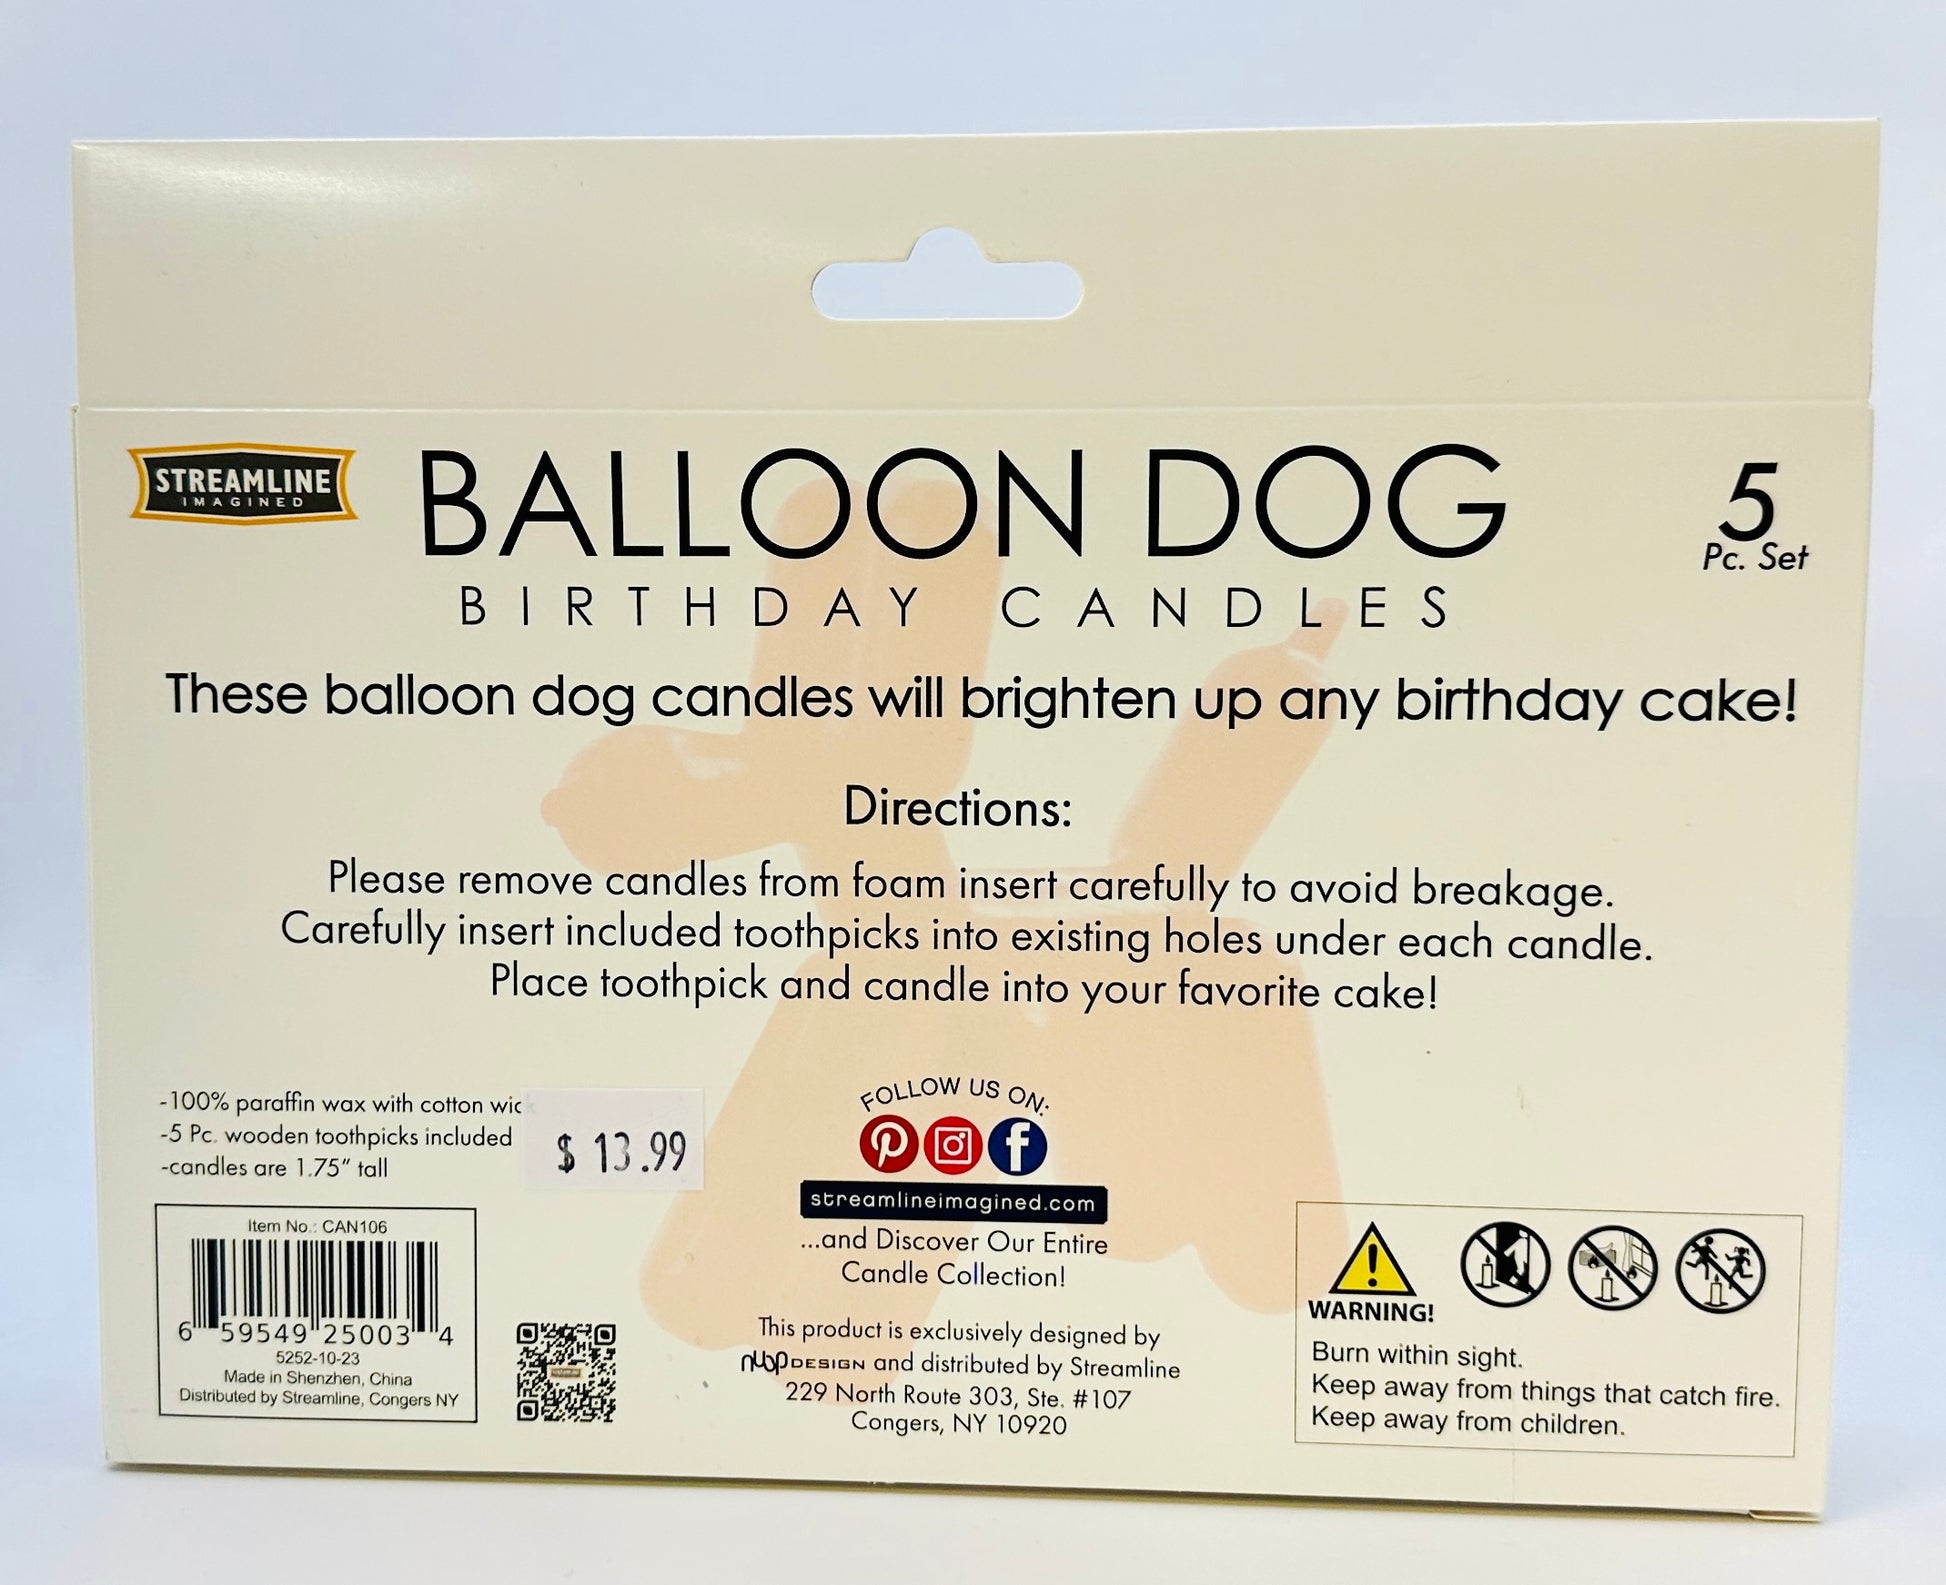 STREAMLINE
IMAGINED
BALLOON DOG
BIRTHDAY CANDLES
5
Pc. Set
These balloon dog candles will brighten up any birthday cake!
Directions:
Please remove candles from foam insert carefully to avoid breakage.
Carefully insert included toothpicks into existing holes under each candle.
Place toothpick and candle into your favorite cake!
-100% paraffin wax with cotton
-5 Pc. wooden toothpicks included
-candles are 1.75” tall
$ 13.99
Item No.: CAN106
6 59549 25003 4
5252-10-23
Made in Shenzhen, China
Distributed by Streamline, Congers NY
FOLLOW US ON:
streamlineimagined.com
...and Discover Our Entire
Candle Collection!
This product is exclusively designed by
nuop DESIGN and distributed by Streamline
229 North Route 303, Ste. #107
Congers, NY 10920
WARNING!
Burn within sight.
Keep away from things that catch fire.
Keep away from children.